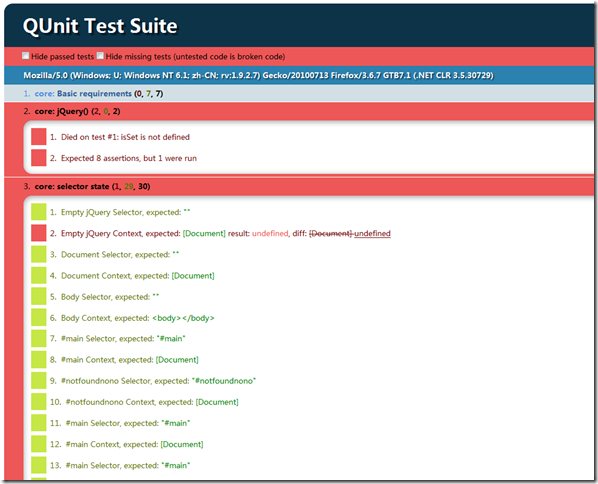 QUnit Test Suite
Hide passed tests Hide missing tests (untested code is broken code)
Mozilla/5.0 (Windows; U; Windows NT 6.1; zh-CN; rv:1.9.2.7) Gecko/20100713 Firefox/3.6.7 GTB7.1 (.NET CLR 3.5.30729)
1. core: Basic requirements (0, 7, 7)
2. core: jQuery() (2, 0, 2)
1. Died on test #1: isSet is not defined
2. Expected 8 assertions, but 1 were run
3. core: selector state (1, 29, 30)
1. Empty jQuery Selector, expected: ""
2. Empty jQuery Context, expected: [Document] result: undefined, diff: [Document] undefined
3. Document Selector, expected: ""
4. Document Context, expected: [Document]
5. Body Selector, expected: ""
6. Body Context, expected: <body></body>
7. #main Selector, expected: "#main"
8. #main Context, expected: [Document]
9. #notfoundnono Selector, expected: "#notfoundnono"
10. #notfoundnono Context, expected: [Document]
11. #main Selector, expected: "#main"
12. #main Context, expected: [Document]
13. #main Selector, expected: "#main"